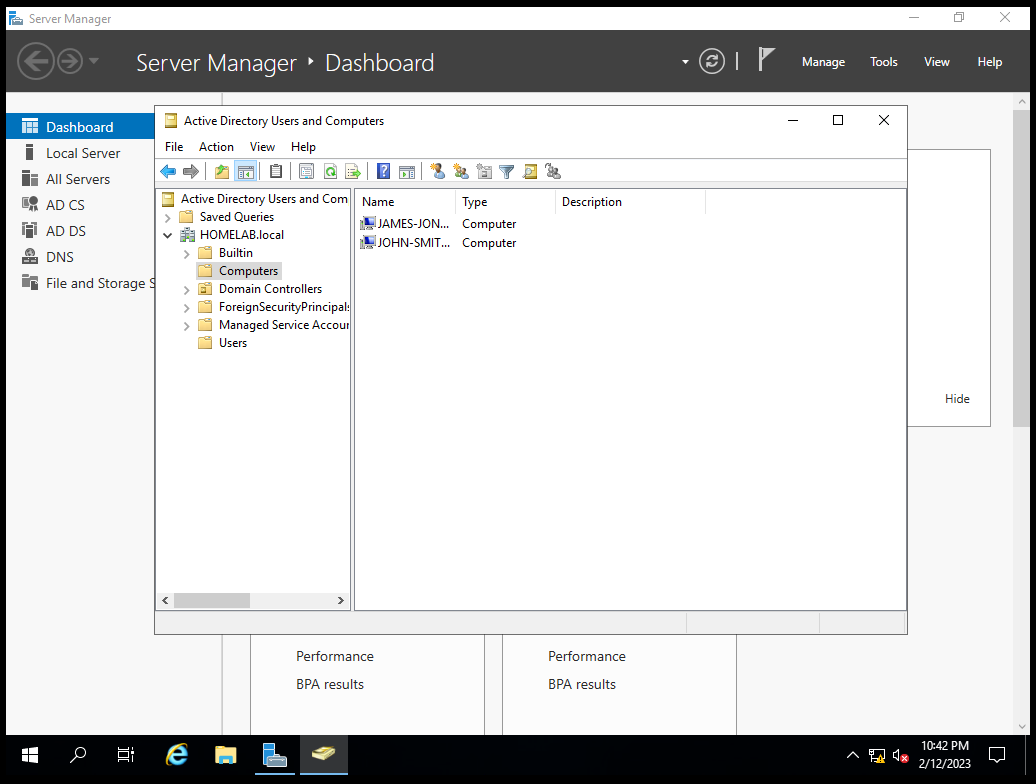 Server Manager
Server Manager ‣ Dashboard
Manage Tools View Help
Dashboard
Local Server
All Servers
AD CS
AD DS
DNS
File and Storage S
Active Directory Users and Computers
File Action View Help
Active Directory Users and Com
Saved Queries
HOMELAB.local
Builtin
Computers
Domain Controllers
ForeignSecurityPrincipals
Managed Service Accour
Users
Name Type Description
JAMES-JON... Computer
JOHN-SMIT... Computer
Hide
Performance
BPA results
Performance
BPA results
10:42 PM
2/12/2023